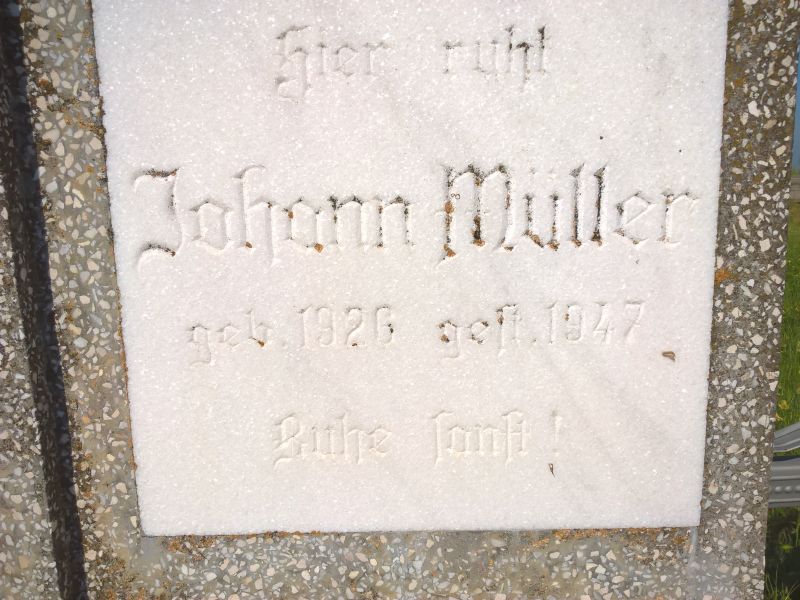 Hier ruht
Johann Müller
geb. 1926 gest. 1947
Ruhe sanft!